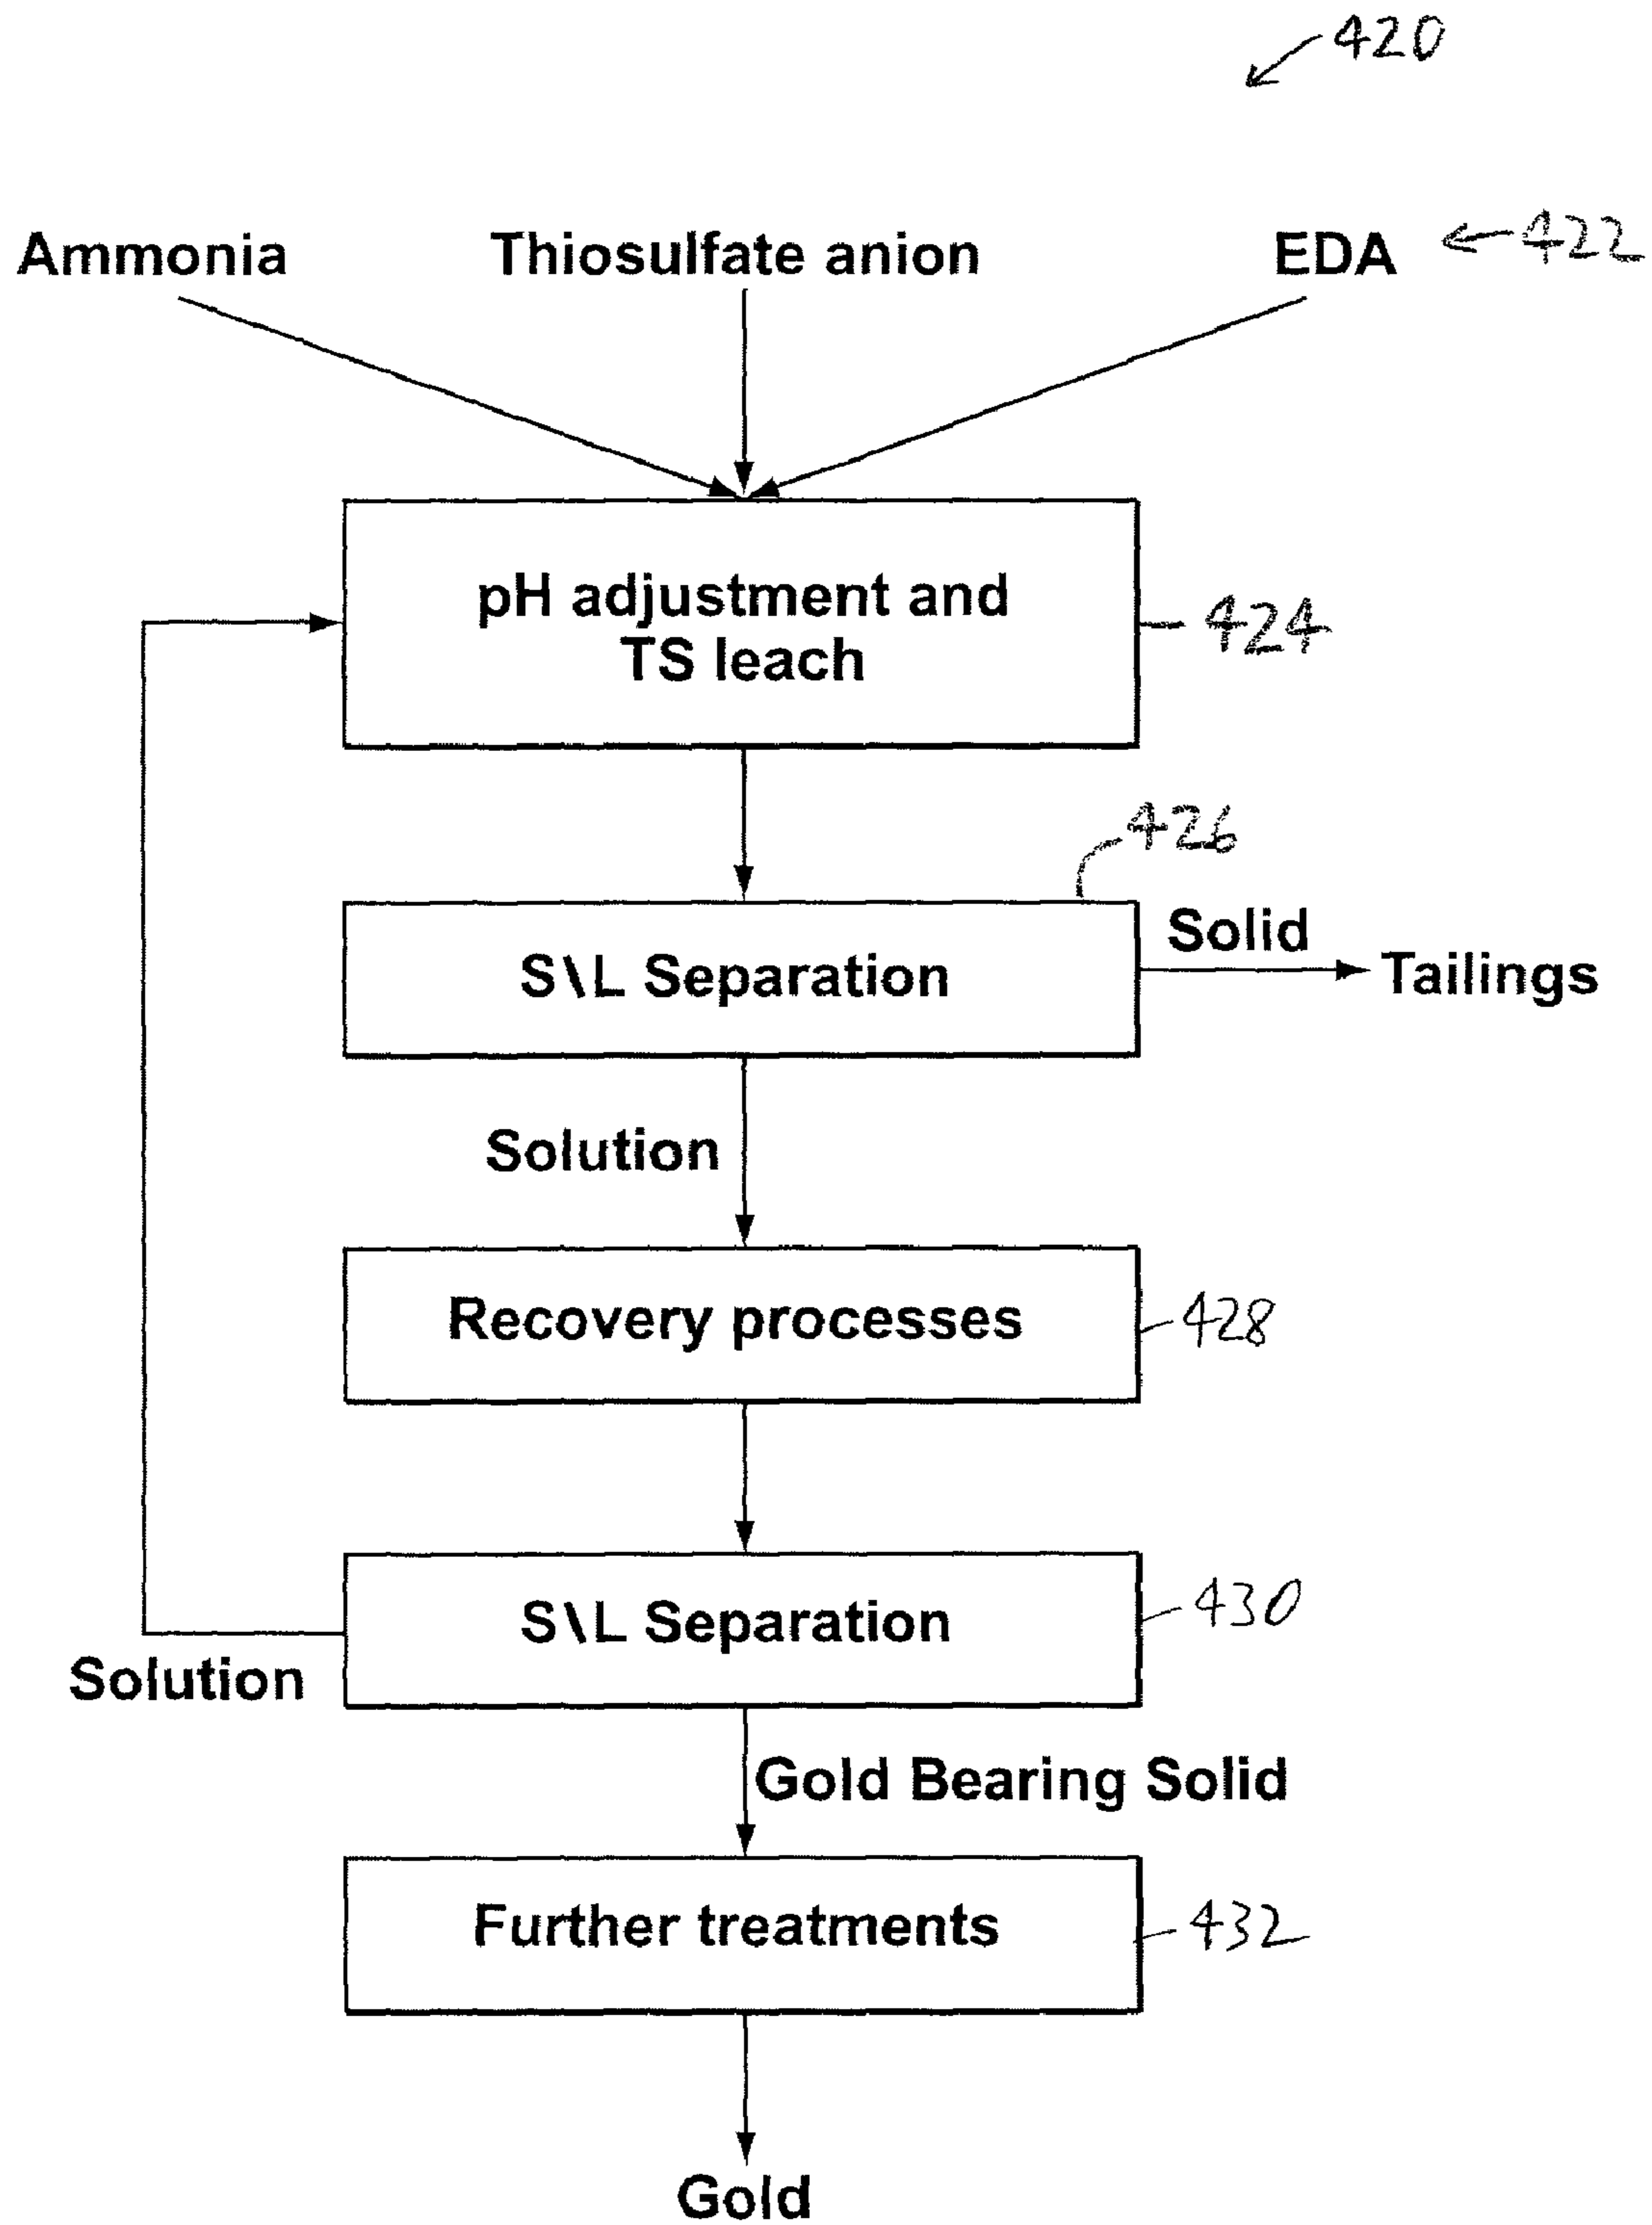 420
Ammonia
Thiosulfate anion
EDA
422
pH adjustment and
TS leach
424
426
S\L Separation
Solid
Tailings
Solution
Recovery processes
428
S\L Separation
430
Solution
Gold Bearing Solid
Further treatments
432
Gold